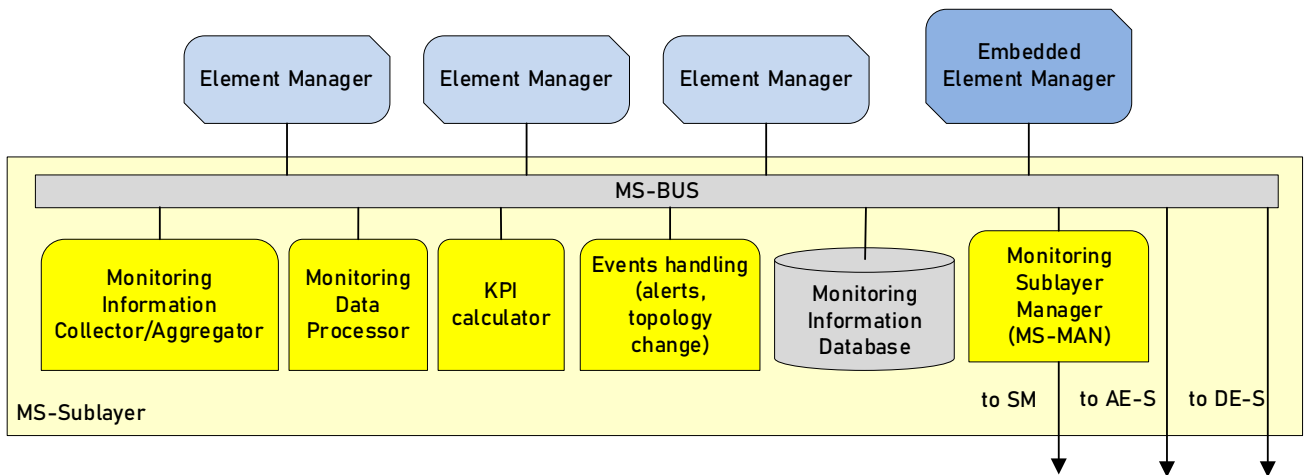 Element Manager
Element Manager
Element Manager
Embedded
Element Manager
MS-BUS
Monitoring
Information
Collector/Aggregator
Monitoring
Data
Processor
KPI
calculator
Events handling
(alerts,
topology
change)
Monitoring
Information
Database
Monitoring
Sublayer
Manager
(MS-MAN)
MS-Sublayer
to SM
to AE-S
to DE-S